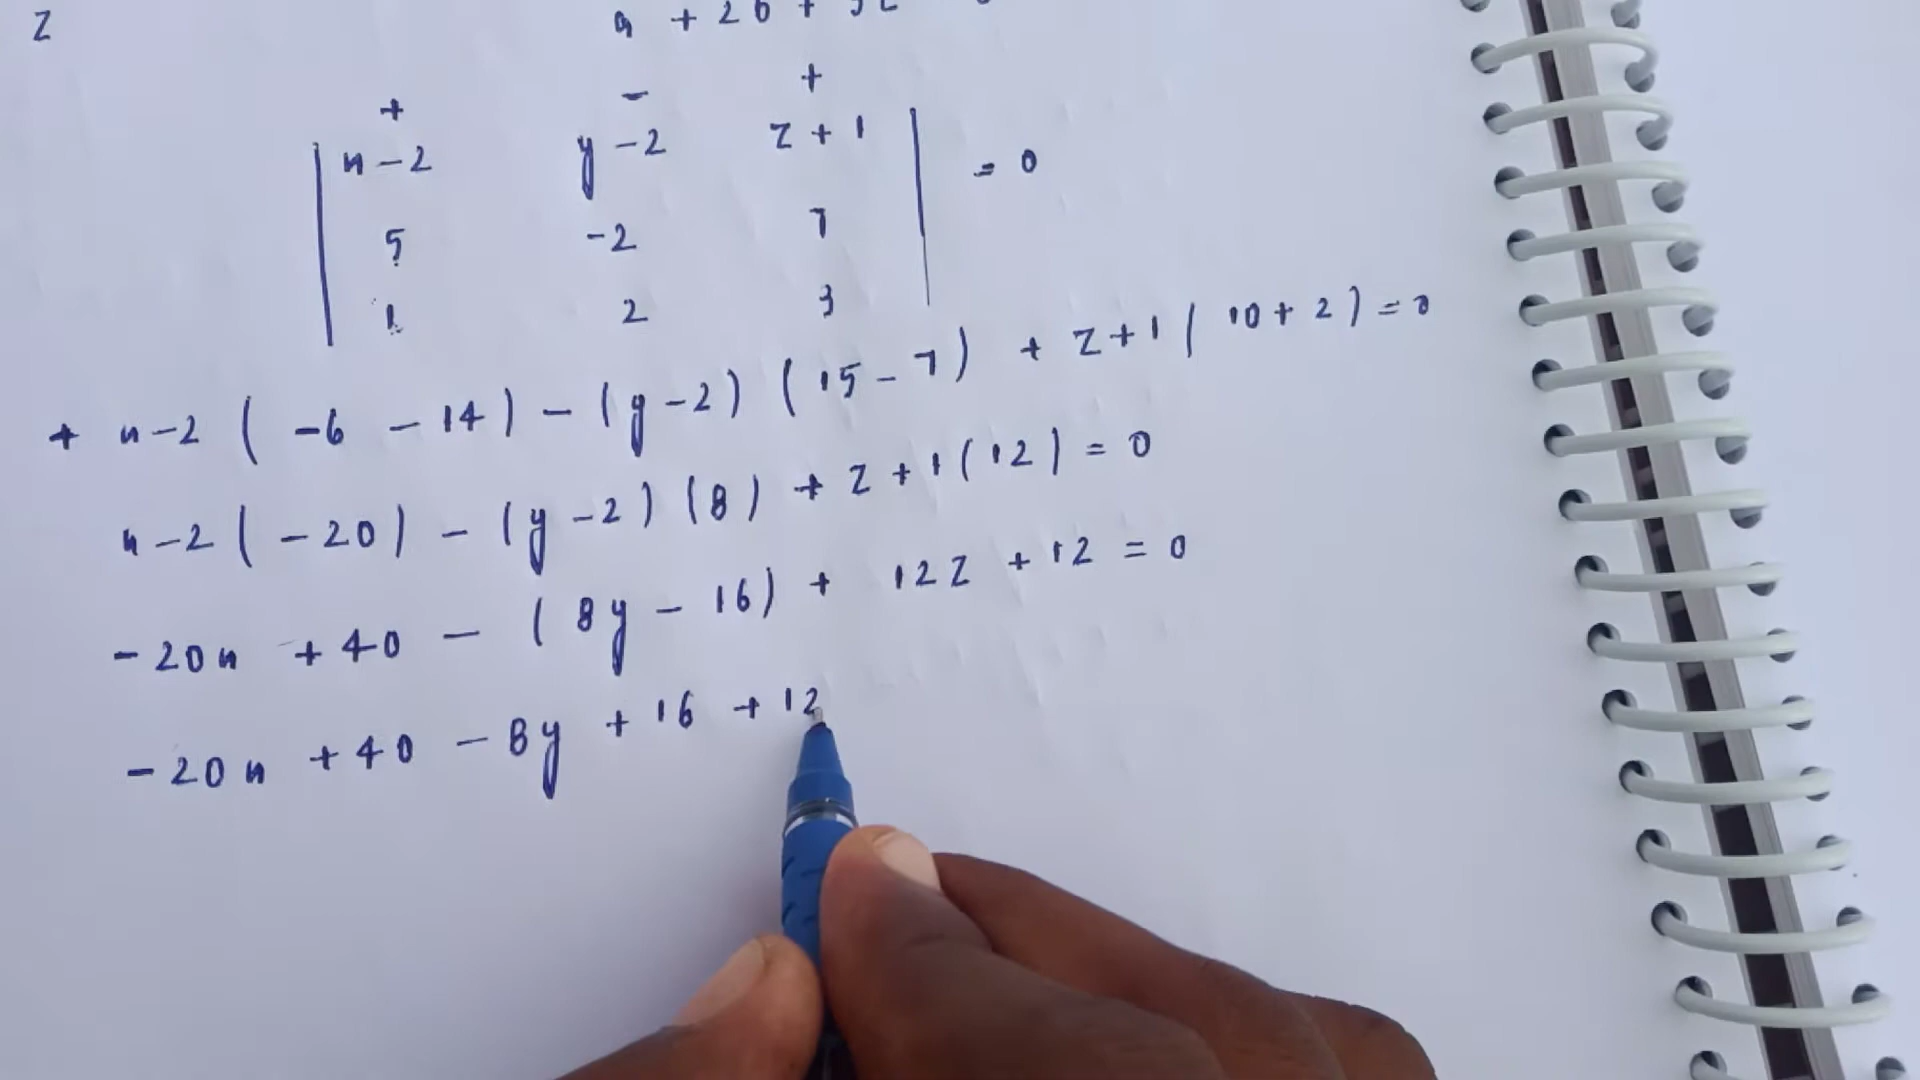 z
+ 2b +
+ - +
x-2 y-2 z+1
5 -2 7 = 0
1 2 3
+ x-2 ( -6 - 14) - (y-2) ( 15 - 7) + z+1 ( 10+2) = 0
x-2 ( -20) - (y-2) (8) + z+1 (12) = 0
-20x + 40 - ( 8y - 16) + 12z + 12 = 0
-20x + 40 - 8y + 16 + 12